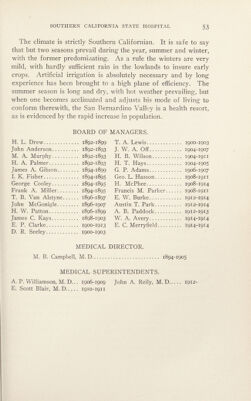 SOUTHERN CALIFORNIA STATE HOSPITAL 53
The climate is strictly Southern Californian. It is safe to say
that but two seasons prevail during the year, summer and winter,
with the former predominating. As a rule the winters are very
mild, with hardly sufficient rain in the lowlands to insure early
crops. Artificial irrigation is absolutely necessary and by long
experience has been brought to a high plane of efficiency. The
summer season is long and dry, with hot weather prevailing, but
when one becomes acclimated and adjusts his mode of living to
conform therewith, the San Bernardino Valley is a health resort,
as is evidenced by the rapid increase in population.
BOARD OF MANAGERS.
H. L. Drew 1892-1899
John Anderson 1892-1893
M. A. Murphy 1892-1893
H. A. Palmer 1892-1893
James A. Gibson 1894-1899
I. K. Fisher 1894-1895
George Cooley 1894-1895
Frank A. Miller 1894-1895
T. B. Van Alstyne 1896-1897
John McGonigle 1896-1897
H. W. Patton 1896-1899
James C. Kays 1898-1903
E. P. Clarke 1900-1913
D. R. Seeley 1900-1903
T. A. Lewis 1900-1903
J. W. A. Off 1904-1907
H. B. Wilson 1904-1911
H. T. Hays 1904-1905
G. P. Adams 1906-1907
Geo. L. Hasson 1908-1911
H. McPhee 1908-1914
Francis M. Parker 1908-1911
E. W. Burke 1912-1914
Austin T. Park 1912-1914
A. B. Paddock 1912-1913
W. A. Avery 1914-1914
E. C. Merryfield 1914-1914
MEDICAL DIRECTOR.
M. B. Campbell, M. D. 1894-1905
MEDICAL SUPERINTENDENTS.
A. P. Williamson, M. D. 1906-1909
E. Scott Blair, M. D. 1910-1911
John A. Reily, M. D. 1912-